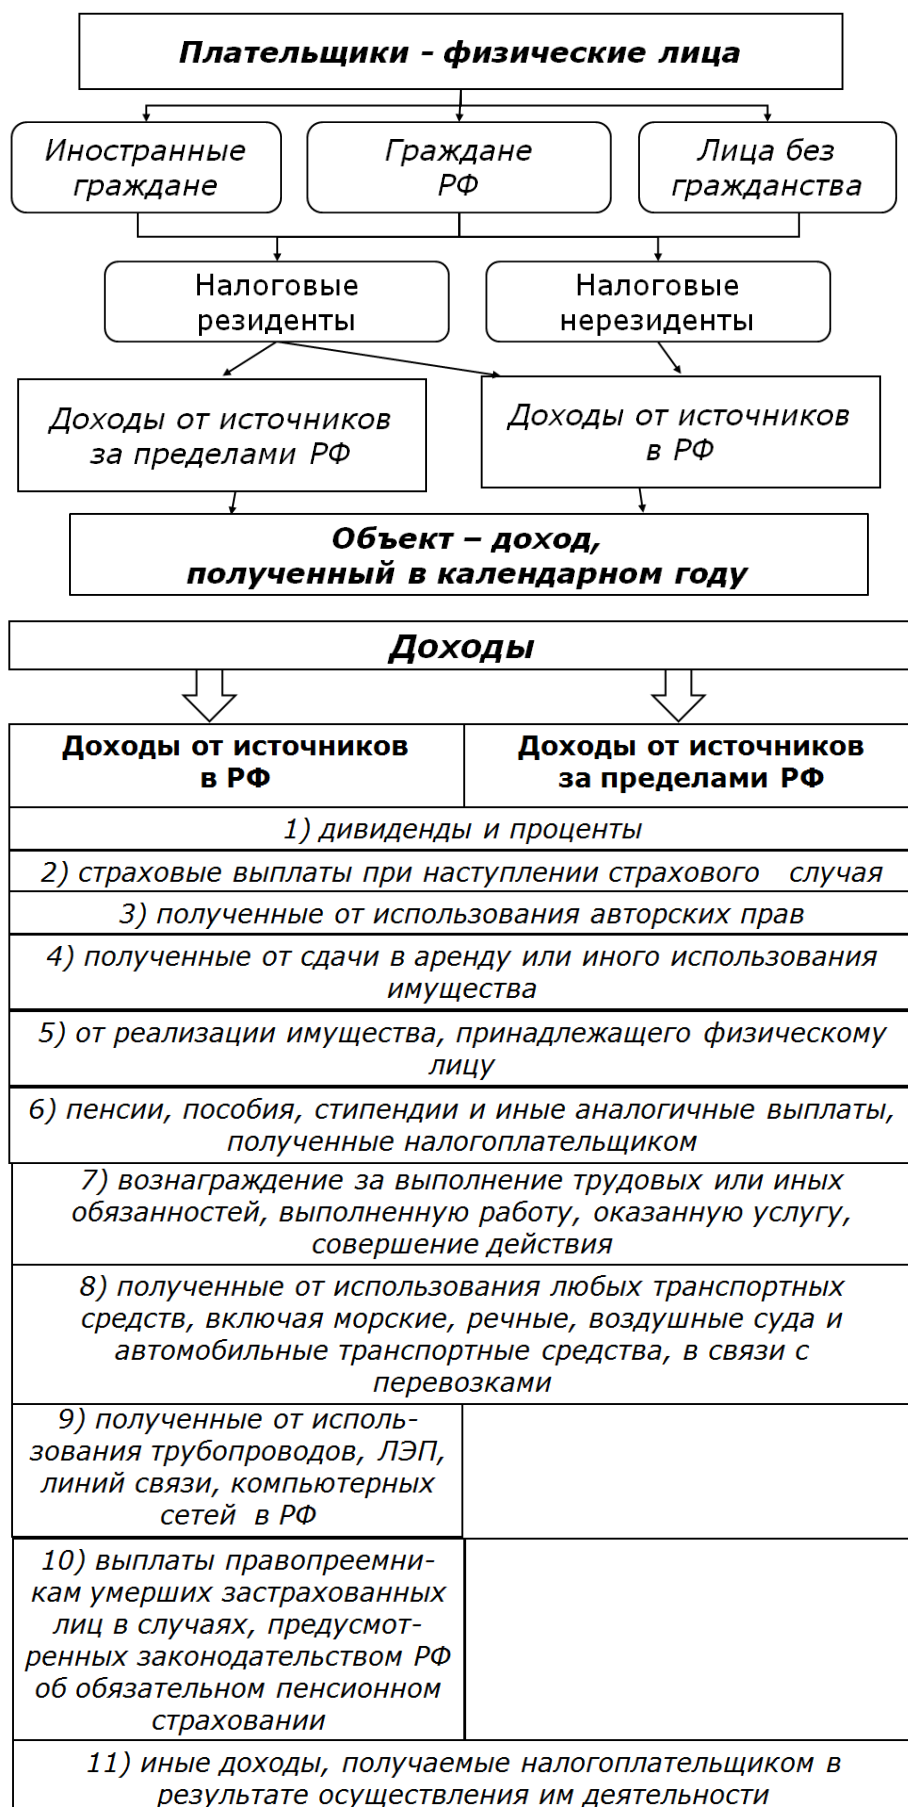 Плательщики – физические лица
Иностранные
граждане
Граждане
РФ
Лица без
гражданства
Налоговые
резиденты
Налоговые
нерезиденты
Доходы от источников
за пределами РФ
Доходы от источников
в РФ
Объект – доход,
полученный в календарном году
Доходы
Доходы от источников
в РФ
Доходы от источников
за пределами РФ
1) дивиденды и проценты
2) страховые выплаты при наступлении страхового случая
3) полученные от использования авторских прав
4) полученные от сдачи в аренду или иного использования
имущества
5) от реализации имущества, принадлежащего физическому
лицу
6) пенсии, пособия, стипендии и иные аналогичные выплаты,
полученные налогоплательщиком
7) вознаграждение за выполнение трудовых или иных
обязанностей, выполненную работу, оказанную услугу,
совершение действия
8) полученные от использования любых транспортных
средств, включая морские, речные, воздушные суда и
автомобильные транспортные средства, в связи с
перевозками
9) полученные от исполь-
зования трубопроводов, ЛЭП,
линий связи, компьютерных
сетей в РФ
10) выплаты правопреемни-
кам умерших застрахованных
лиц в случаях, предусмот-
ренных законодательством РФ
об обязательном пенсионном
страховании
11) иные доходы, получаемые налогоплательщиком в
результате осуществления им деятельности